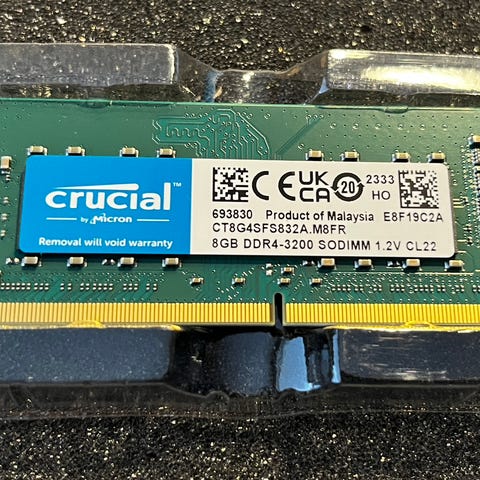 crucial™
by Micron
Removal will void warranty
CE UK CA 20 2333
HO
693830 Product of Malaysia E8F19C2A
CT8G4SFS832A.M8FR
8GB DDR4-3200 SODIMM 1.2V CL22